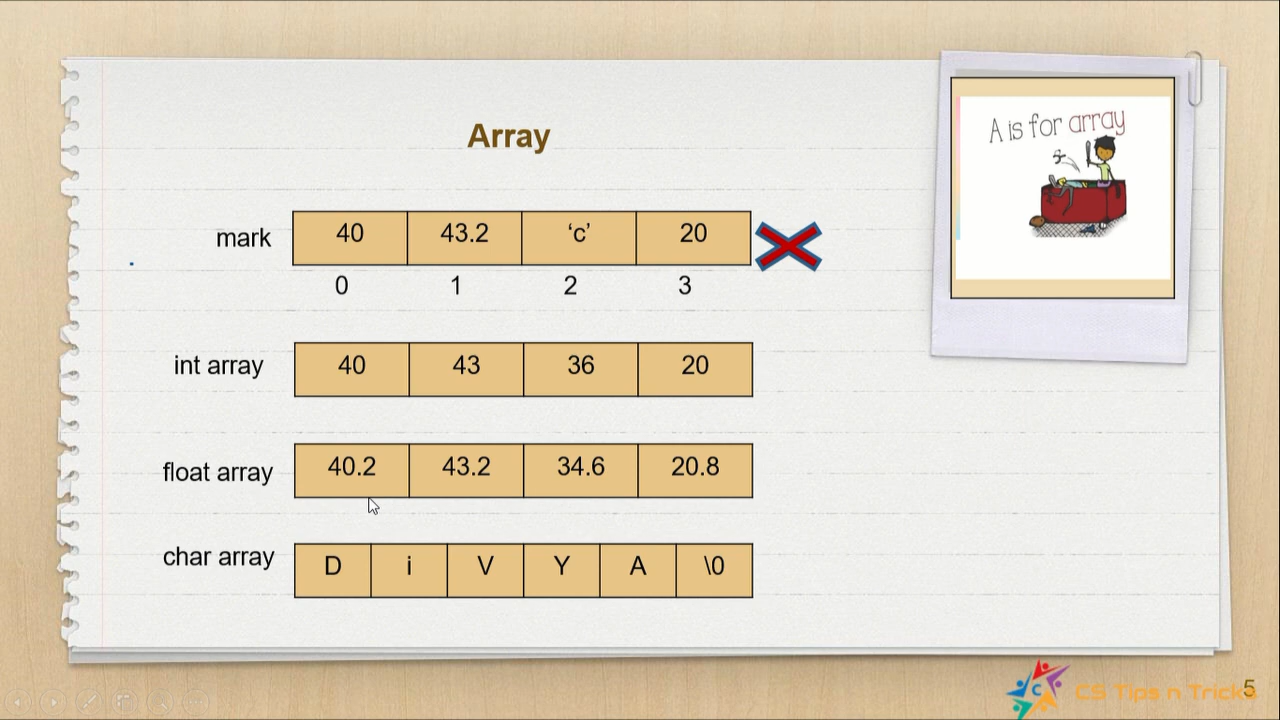 Array
A is for array
mark 40 43.2 ‘c’ 20
0 1 2 3
int array 40 43 36 20
float array 40.2 43.2 34.6 20.8
char array D i V Y A \0
C CS Tips n Tricks
5